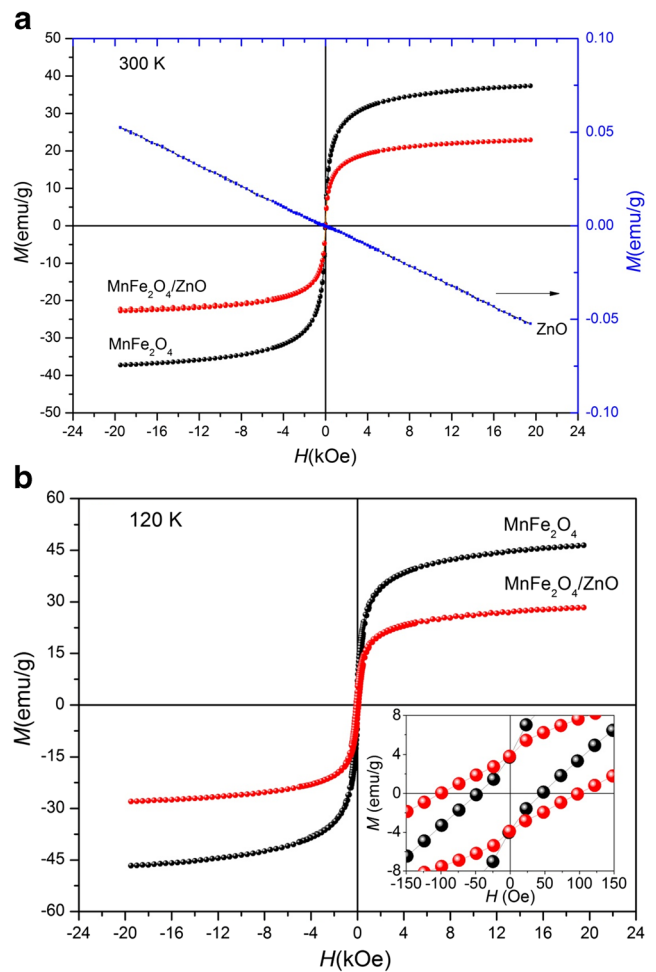 a
300 K
50
40
30
20
10
0
-10
-20
-30
-40
-50
M(emu/g)
0.10
0.05
0.00
-0.05
-0.10
M(emu/g)
MnFe₂O₄/ZnO
MnFe₂O₄
ZnO
-24 -20 -16 -12 -8 -4 0 4 8 12 16 20 24
H(kOe)
b
120 K
60
45
30
15
0
-15
-30
-45
-60
M(emu/g)
MnFe₂O₄
MnFe₂O₄/ZnO
8
4
0
-4
-8
M (emu/g)
-150 -100 -50 0 50 100 150
H (Oe)
-24 -20 -16 -12 -8 -4 0 4 8 12 16 20 24
H(kOe)